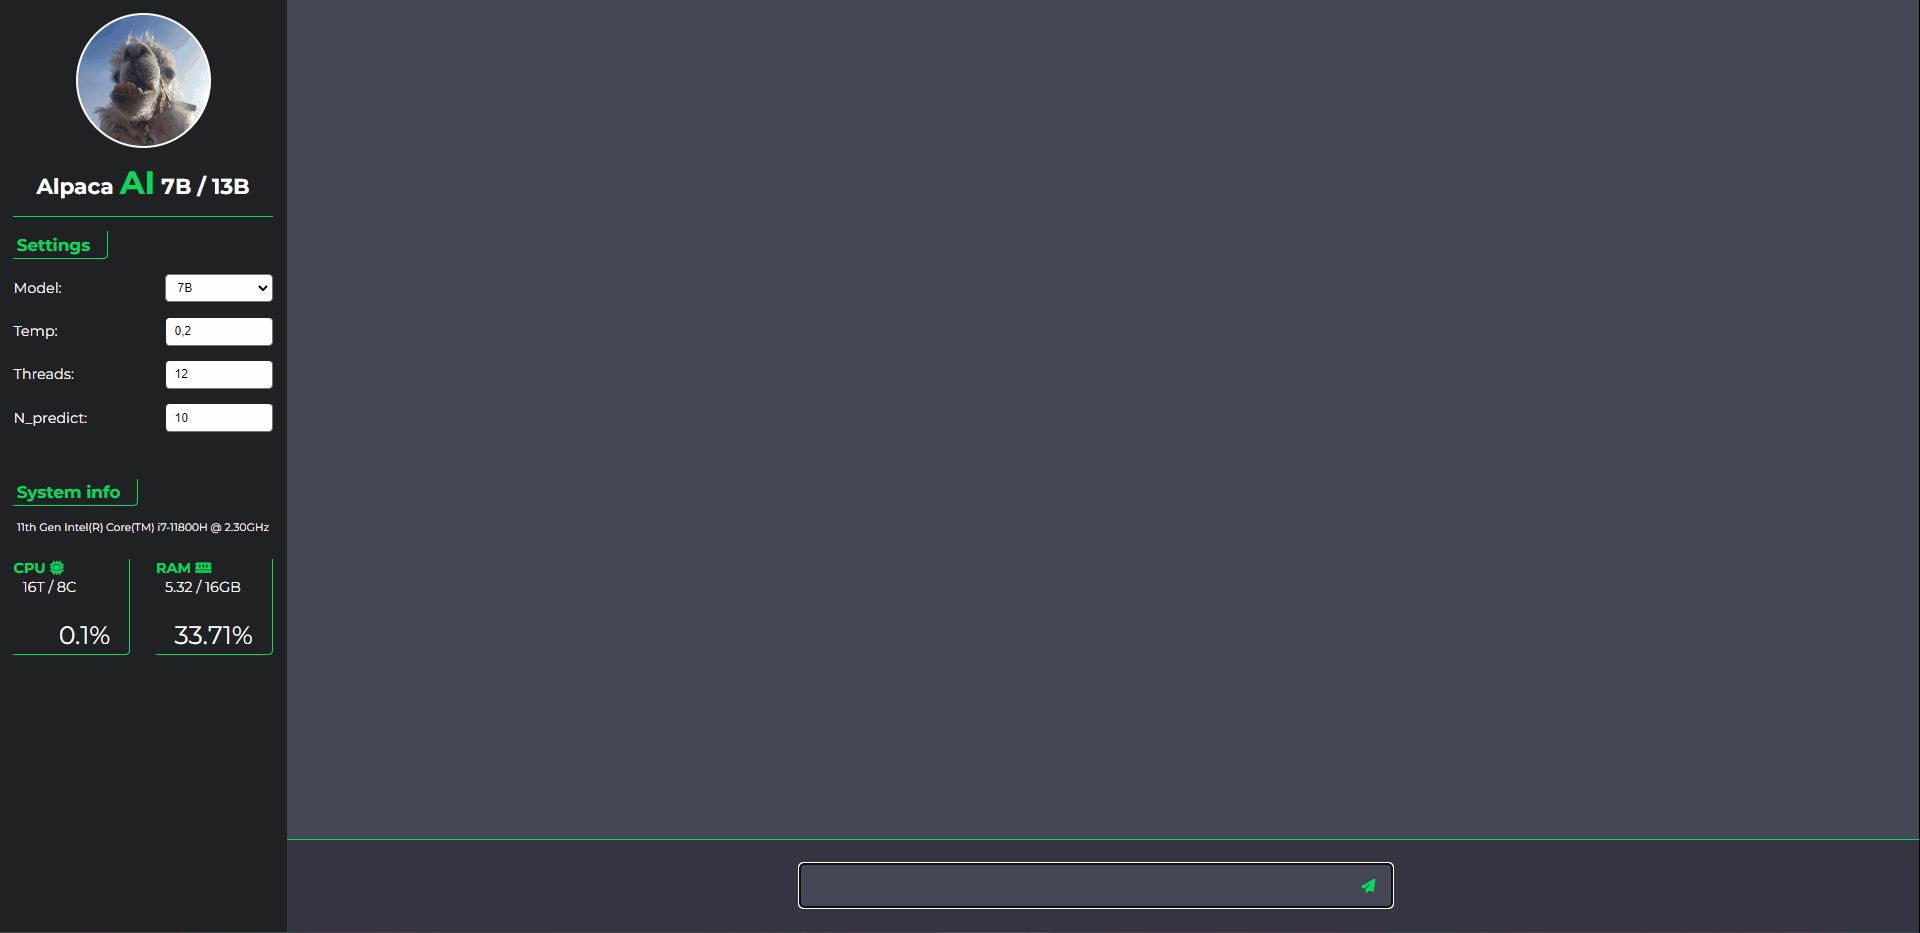 Alpaca AI 7B / 13B
Settings
Model: 7B
Temp: 0,2
Threads: 12
N_predict: 10
System info
11th Gen Intel(R) Core(TM) i7-11800H @ 2.30GHz
CPU
16T / 8C
0.1%
RAM
5.32 / 16GB
33.71%